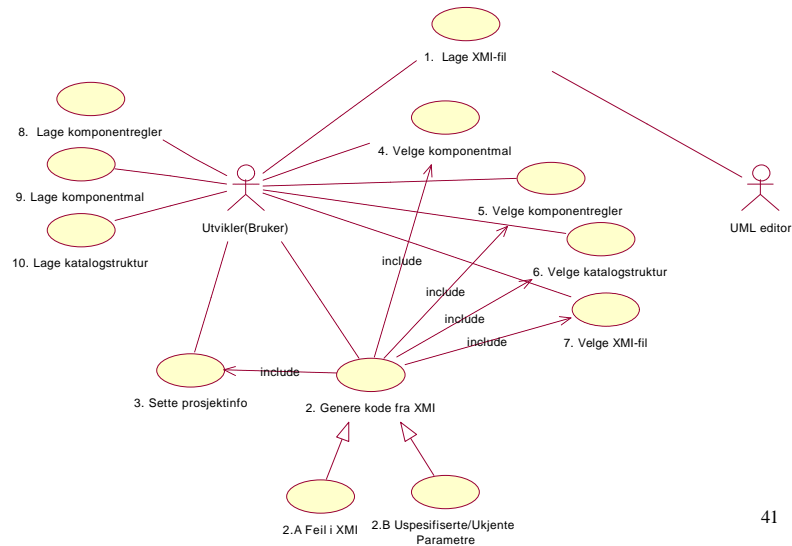 1.  Lage XMI-fil
8.  Lage komponentregler
4. Velge komponentmal
9. Lage komponentmal
5. Velge komponentregler
Utvikler(Bruker)
UML editor
10. Lage katalogstruktur
include
6. Velge katalogstruktur
include
include
include
7. Velge XMI-fil
include
3. Sette prosjektinfo
2. Genere kode fra XMI
2.A Feil i XMI
2.B Uspesifiserte/Ukjente
Parametre
41